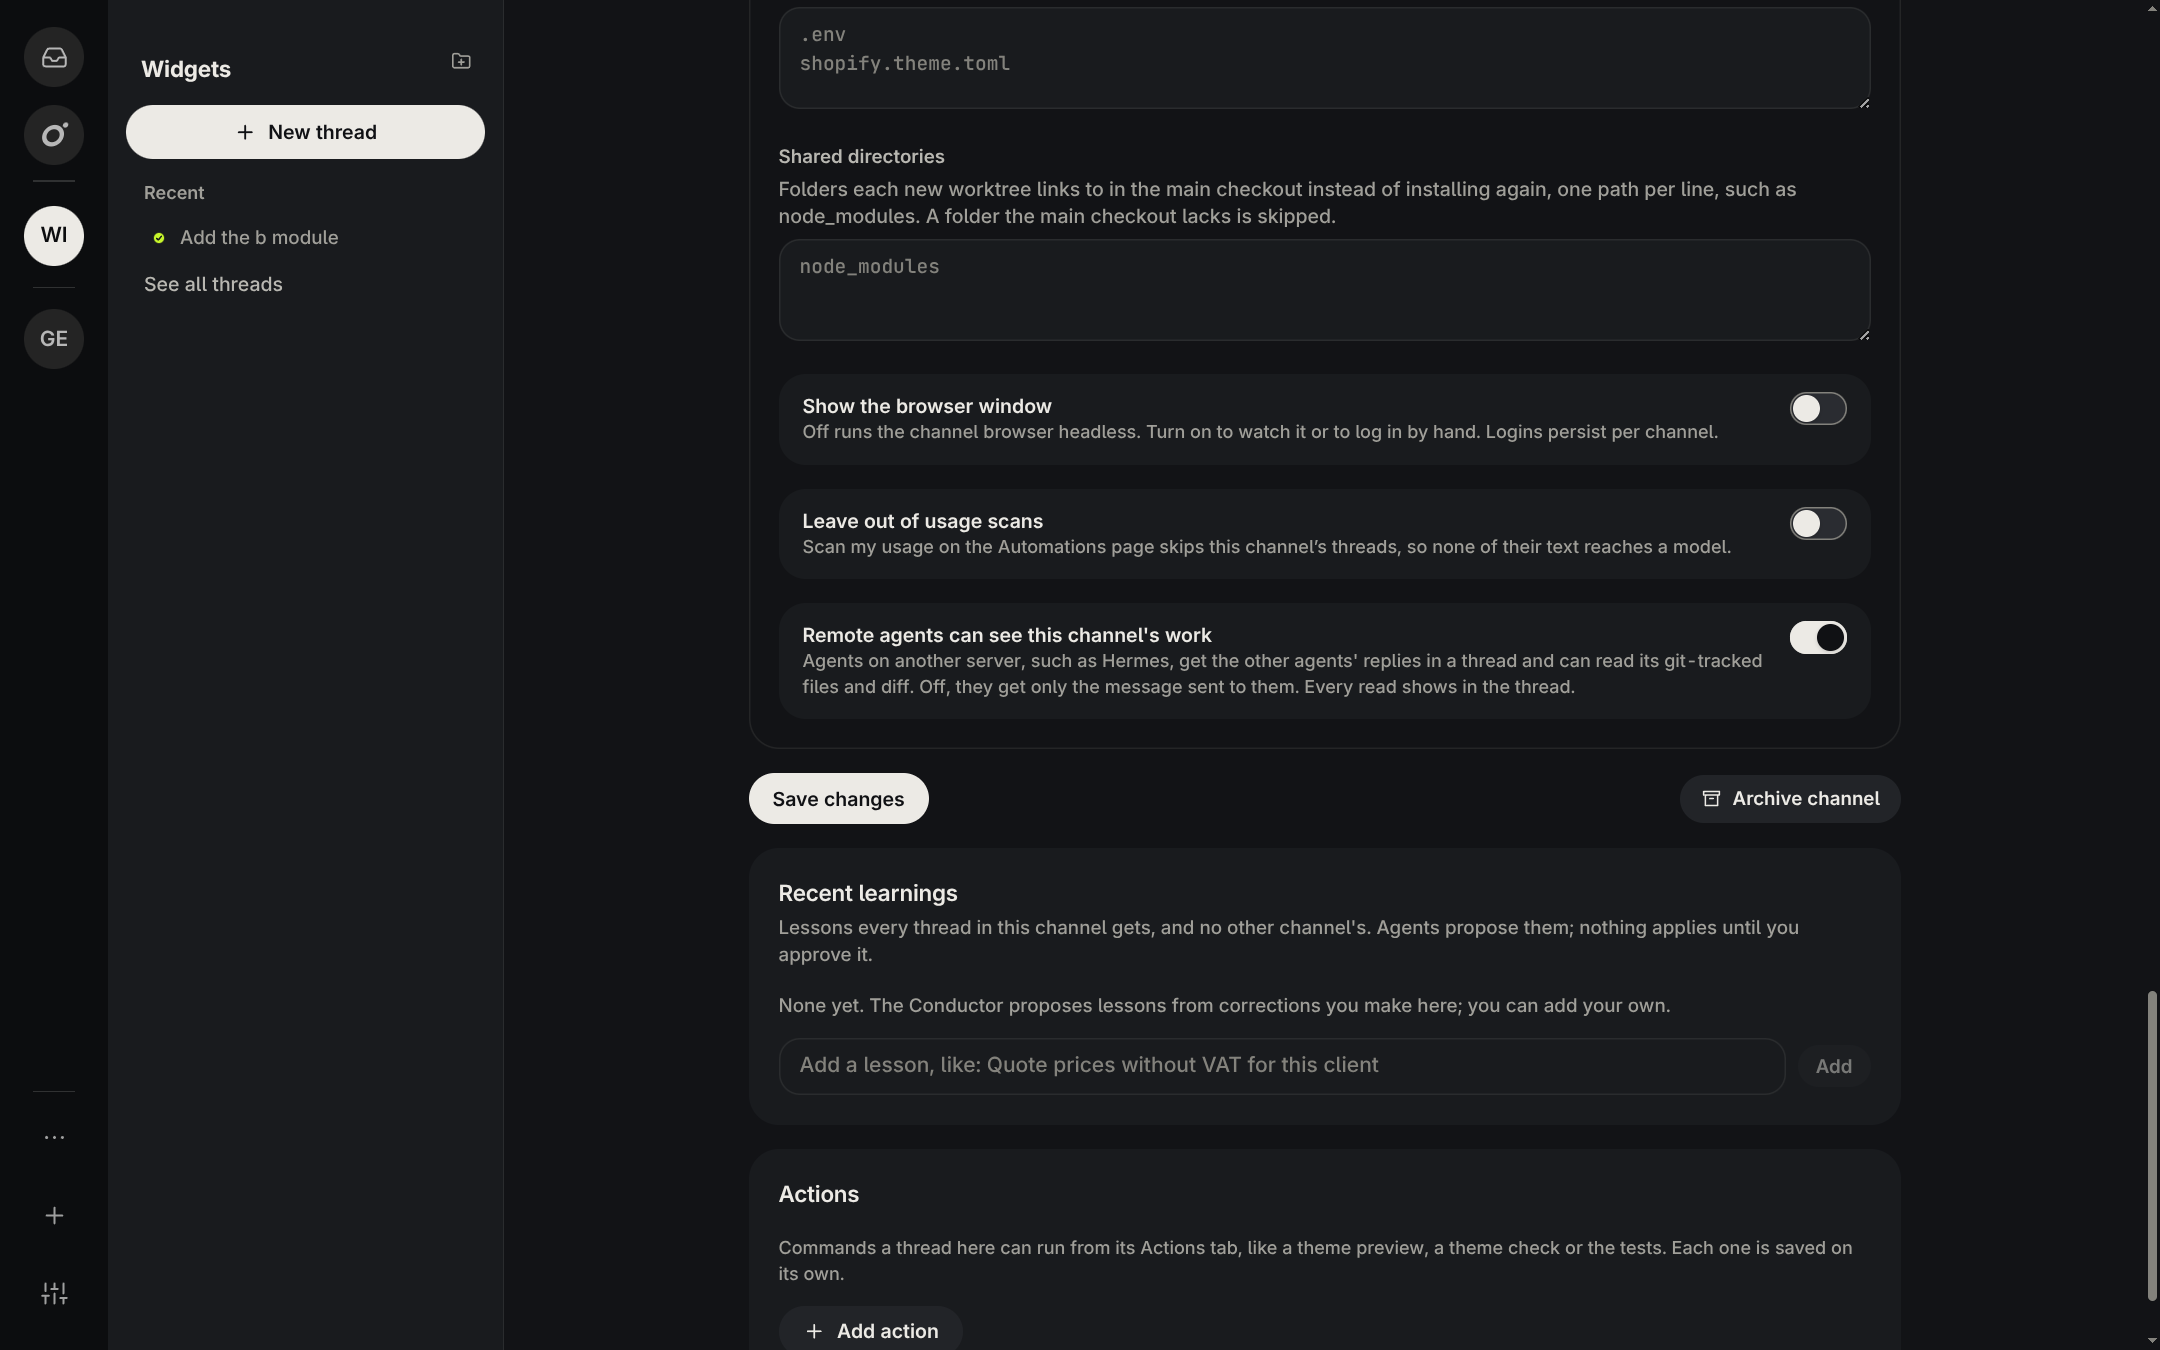 Widgets
New thread
Recent
Add the b module
See all threads
WI
GE
.env
shopify.theme.toml
Shared directories
Folders each new worktree links to in the main checkout instead of installing again, one path per line, such as
node_modules. A folder the main checkout lacks is skipped.
node_modules
Show the browser window
Off runs the channel browser headless. Turn on to watch it or to log in by hand. Logins persist per channel.
Leave out of usage scans
Scan my usage on the Automations page skips this channel’s threads, so none of their text reaches a model.
Remote agents can see this channel's work
Agents on another server, such as Hermes, get the other agents' replies in a thread and can read its git-tracked
files and diff. Off, they get only the message sent to them. Every read shows in the thread.
Save changes
Archive channel
Recent learnings
Lessons every thread in this channel gets, and no other channel's. Agents propose them; nothing applies until you
approve it.
None yet. The Conductor proposes lessons from corrections you make here; you can add your own.
Add a lesson, like: Quote prices without VAT for this client
Add
Actions
Commands a thread here can run from its Actions tab, like a theme preview, a theme check or the tests. Each one is saved on
its own.
Add action